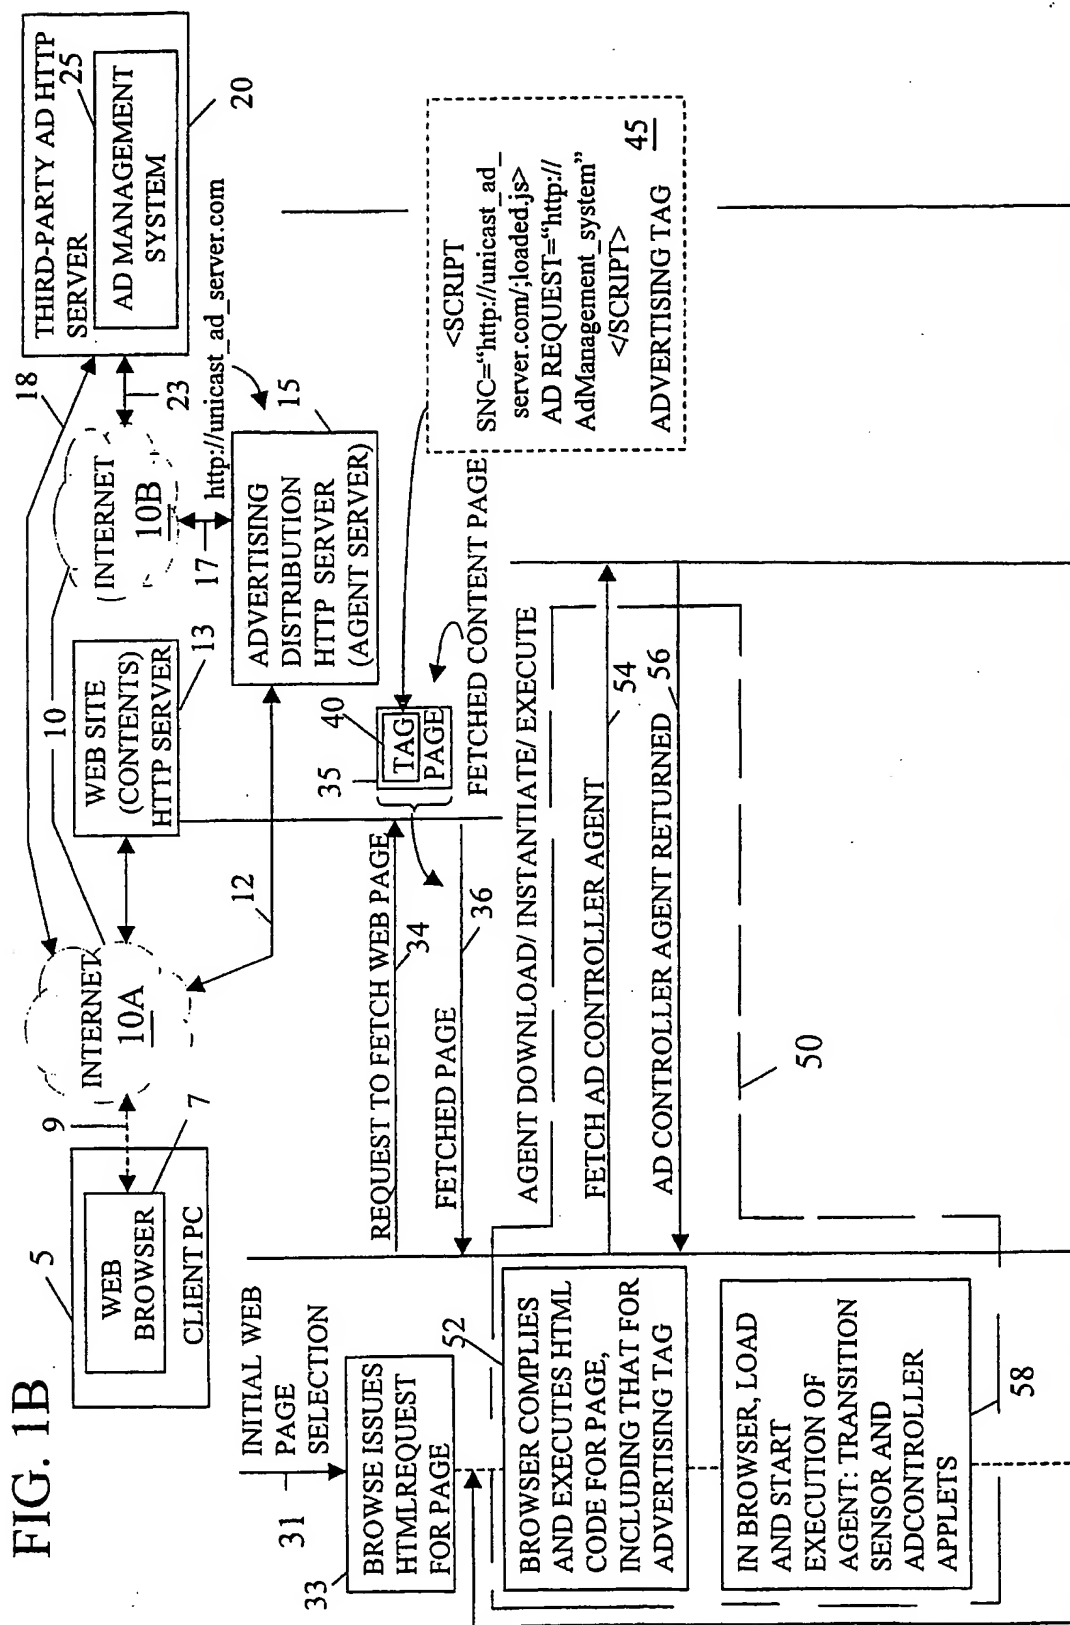 FIG. 1B
5
WEB
BROWSER
CLIENT PC
7
9
INTERNET
10A
10
WEB SITE
(CONTENTS)
HTTP SERVER
13
INTERNET
10B
18
THIRD-PARTY AD HTTP
SERVER
25
AD MANAGEMENT
SYSTEM
20
23
17
http://unicast_ad_server.com
ADVERTISING
DISTRIBUTION
HTTP SERVER
(AGENT SERVER)
15
12
INITIAL WEB
PAGE
SELECTION
31
33
BROWSE ISSUES
HTMLREQUEST
FOR PAGE
REQUEST TO FETCH WEB PAGE
34
FETCHED PAGE
36
35
40
TAG
PAGE
FETCHED CONTENT PAGE
<SCRIPT
SNC="http://unicast_ad_
server.com/;loaded.js>
AD REQUEST="http://
AdManagement_system"
</SCRIPT>
45
ADVERTISING TAG
AGENT DOWNLOAD/ INSTANTIATE/ EXECUTE
52
BROWSER COMPLIES
AND EXECUTES HTML
CODE FOR PAGE,
INCLUDING THAT FOR
ADVERTISING TAG
FETCH AD CONTROLLER AGENT
54
AD CONTROLLER AGENT RETURNED
56
50
IN BROWSER, LOAD
AND START
EXECUTION OF
AGENT: TRANSITION
SENSOR AND
ADCONTROLLER
APPLETS
58